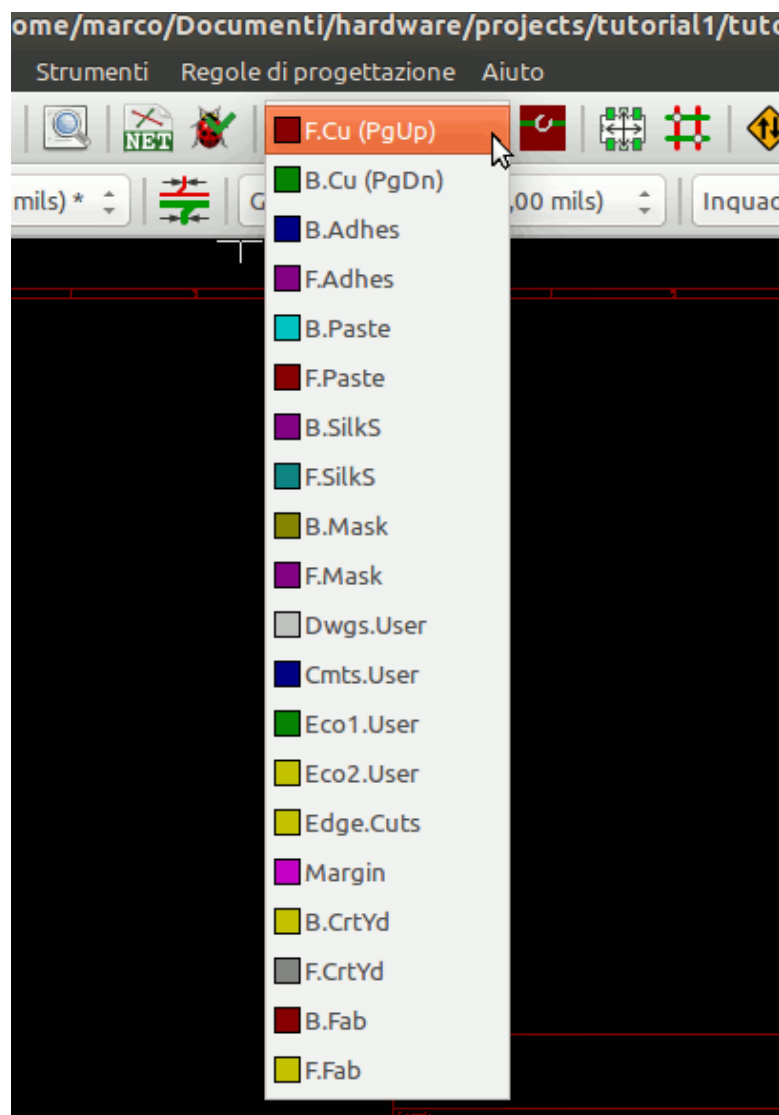 ome/marco/Documenti/hardware/projects/tutorial1/tuto
Strumenti Regole di progettazione Aiuto
NET
F.Cu (PgUp)
mils) * G ,00 mils) Inquad
B.Cu (PgDn)
B.Adhes
F.Adhes
B.Paste
F.Paste
B.SilkS
F.SilkS
B.Mask
F.Mask
Dwgs.User
Cmts.User
Eco1.User
Eco2.User
Edge.Cuts
Margin
B.CrtYd
F.CrtYd
B.Fab
F.Fab